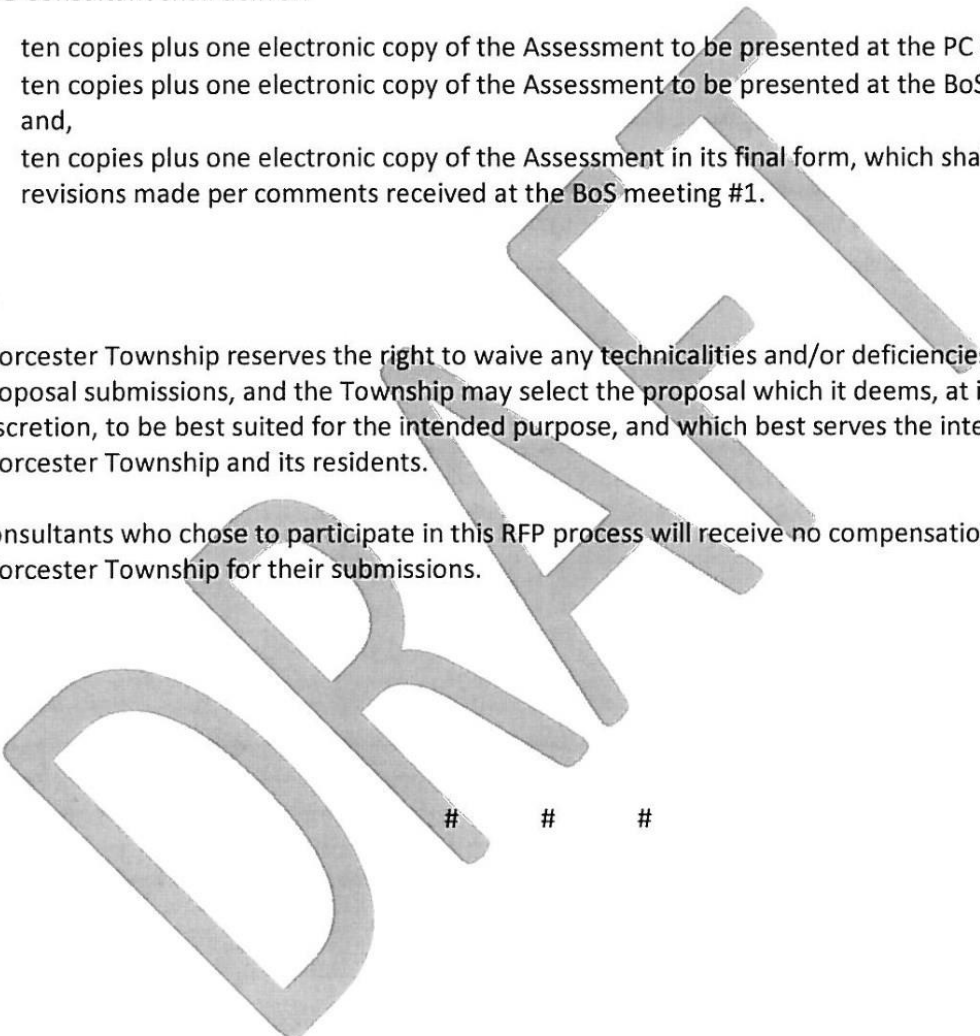 ten copies plus one electronic copy of the Assessment to be presented at the PC
ten copies plus one electronic copy of the Assessment to be presented at the BoS
and,
ten copies plus one electronic copy of the Assessment in its final form, which sha
revisions made per comments received at the BoS meeting #1.
orcester Township reserves the right to waive any technicalities and/or deficiencie
oposal submissions, and the Township may select the proposal which it deems, at i
scretion, to be best suited for the intended purpose, and which best serves the inte
orcester Township and its residents.
onsultants who chose to participate in this RFP process will receive no compensatio
orcester Township for their submissions.
# # #
DRAFT